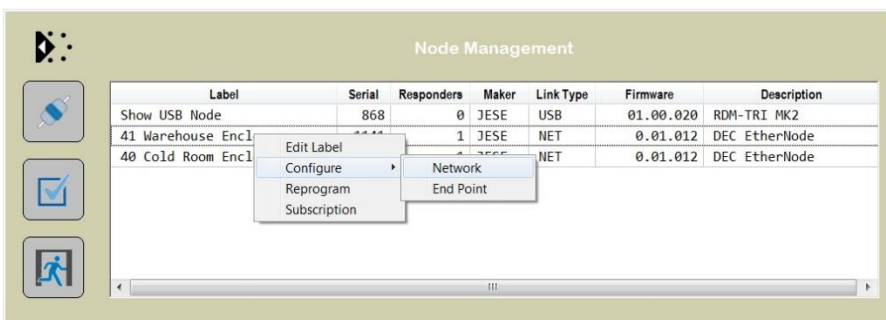 Node Management
Label Serial Responders Maker Link Type Firmware Description
Show USB Node 868 0 JESE USB 01.00.020 RDM-TRI MK2
41 Warehouse Encl 1 JESE NET 0.01.012 DEC EtherNode
40 Cold Room Encl 1 JESE NET 0.01.012 DEC EtherNode
Edit Label
Configure
Network
Reprogram
End Point
Subscription